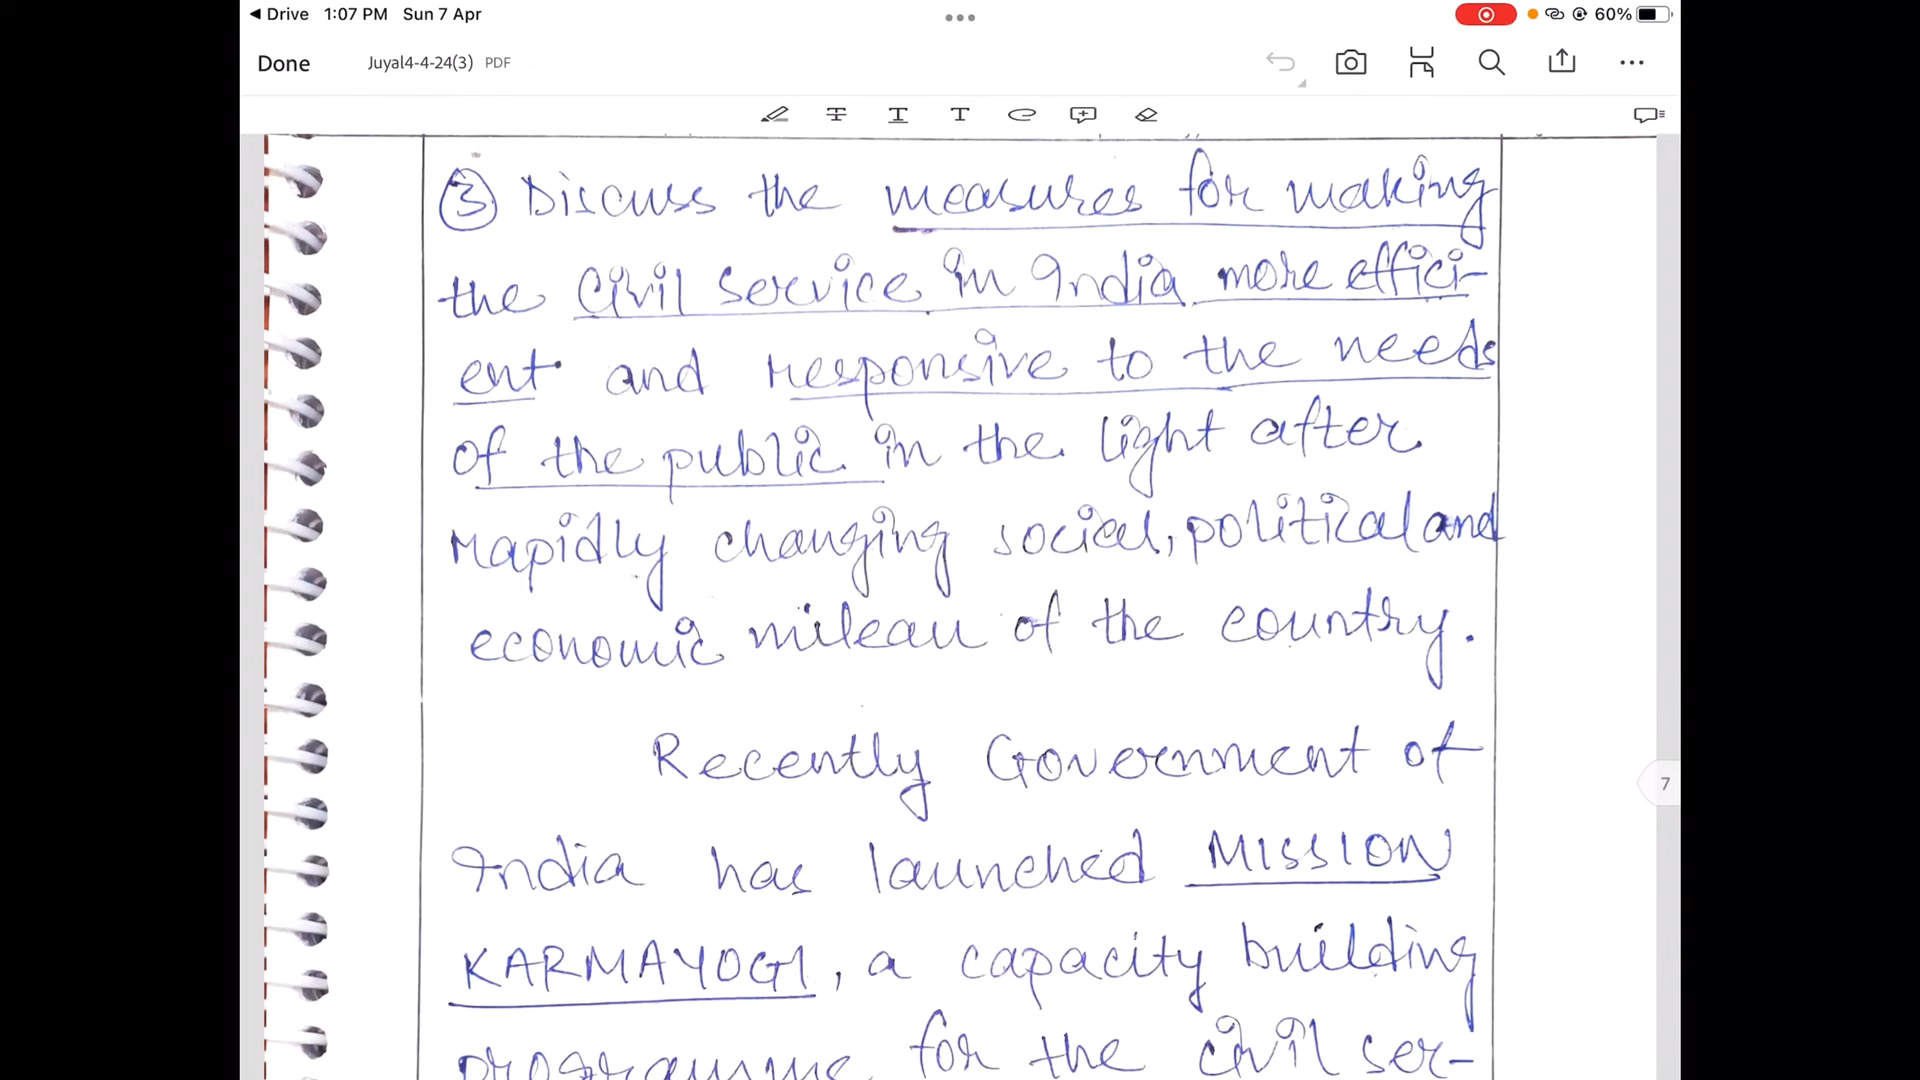 Drive 1:07 PM Sun 7 Apr 60%
Done Juyal4-4-24(3) PDF
③ Discuss the measures for making
the civil service in India more effici-
ent and responsive to the needs
of the public in the light after
rapidly changing social, political and
economic mileau of the country.
Recently Government of
India has launched MISSION
KARMAYOGI, a capacity building
programme for the civil ser-
7